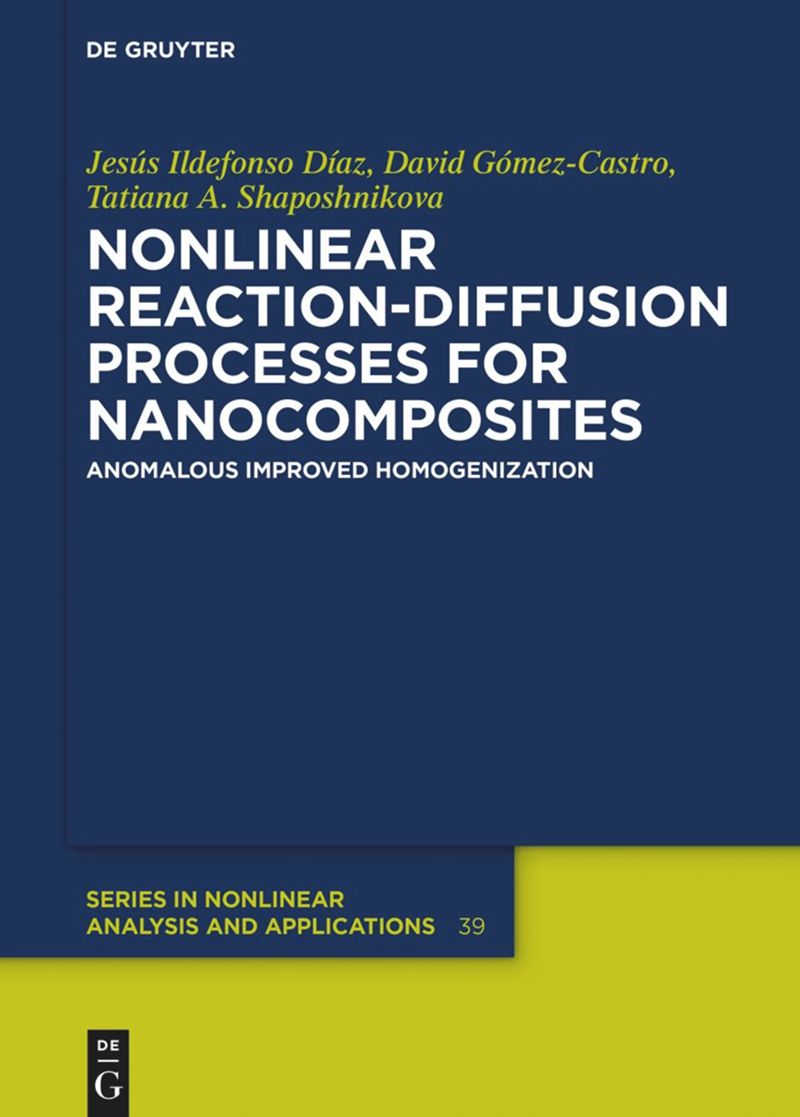 DE GRUYTER
Jesús Ildefonso Díaz, David Gómez-Castro,
Tatiana A. Shaposhnikova
NONLINEAR
REACTION-DIFFUSION
PROCESSES FOR
NANOCOMPOSITES
ANOMALOUS IMPROVED HOMOGENIZATION
SERIES IN NONLINEAR
ANALYSIS AND APPLICATIONS 39
DE
G